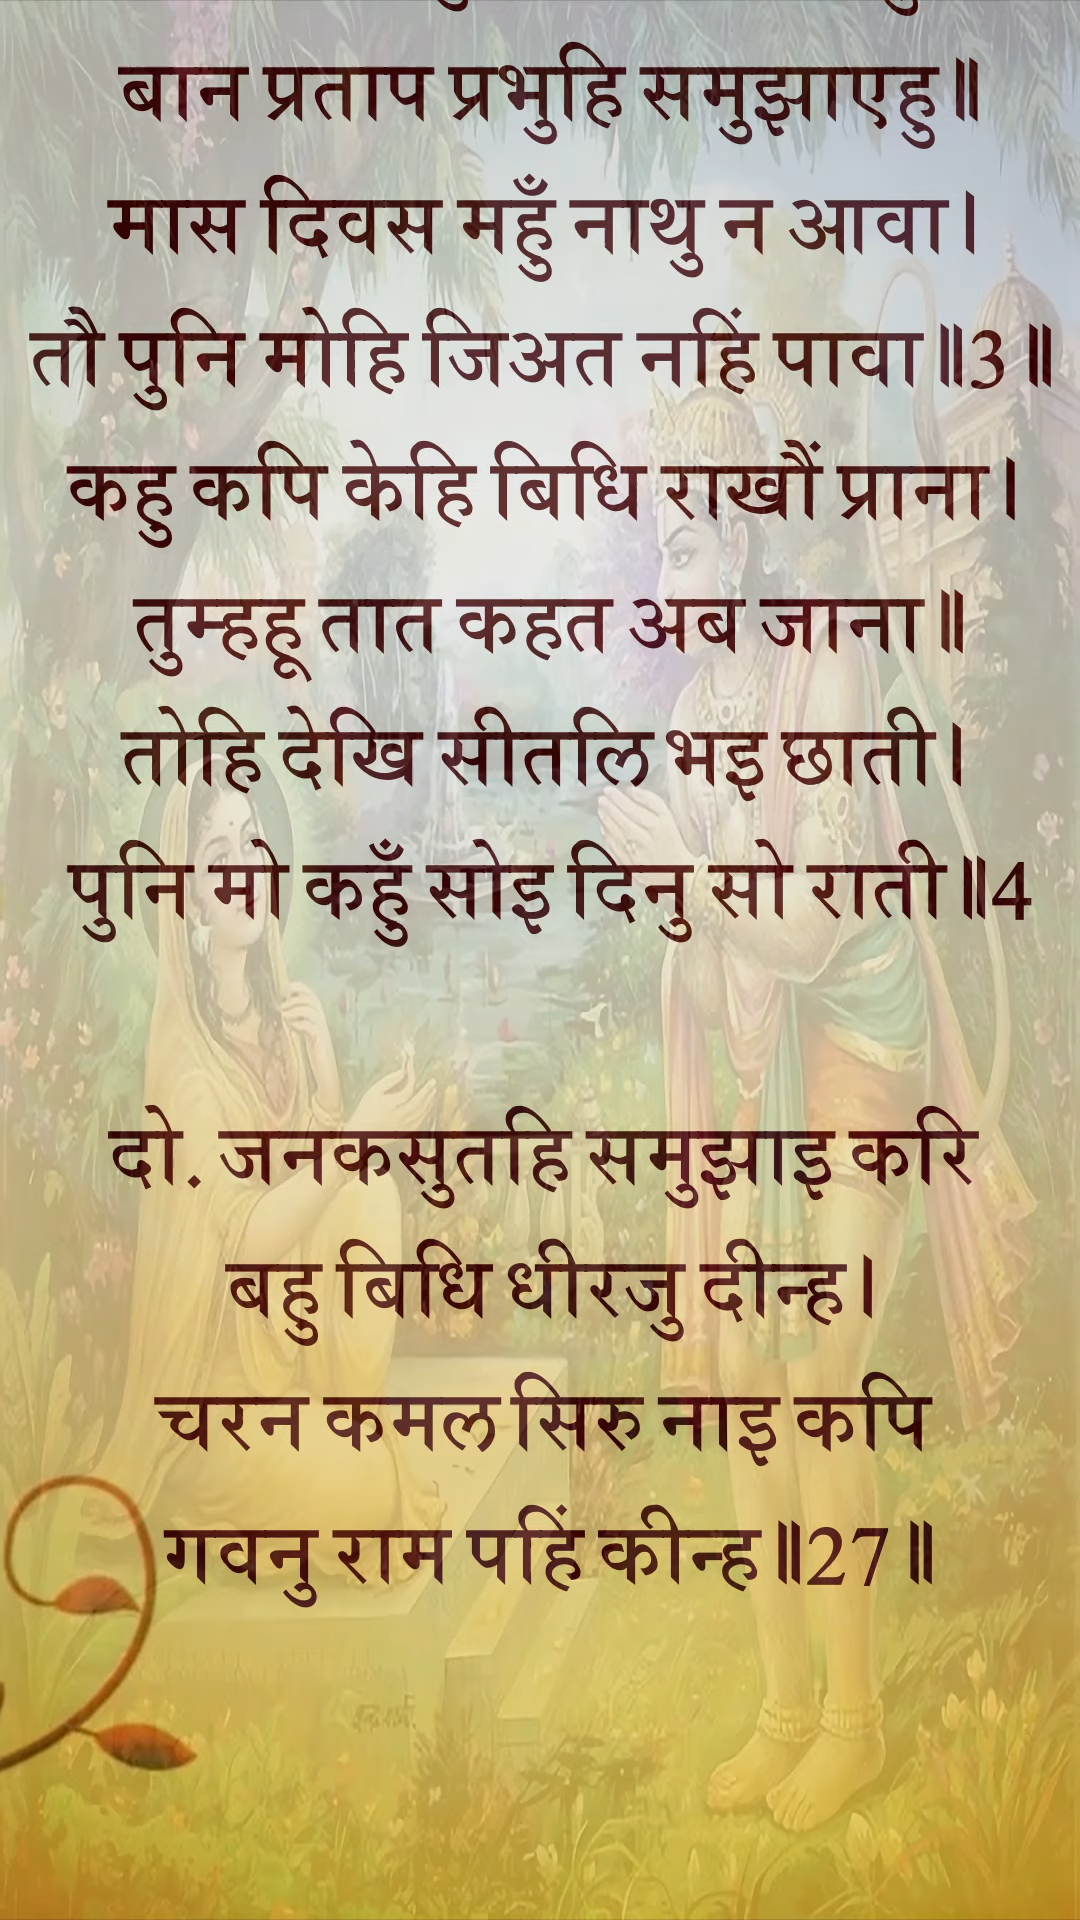 बान प्रताप प्रभुहि समुझाएहु॥
मास दिवस महुँ नाथु न आवा।
तौ पुनि मोहि जिअत नहिं पावा॥3॥
कहु कपि केहि बिधि राखौं प्राना।
तुम्हहू तात कहत अब जाना॥
तोहि देखि सीतलि भइ छाती।
पुनि मो कहुँ सोइ दिनु सो राती॥4
दो. जनकसुतहि समुझाइ करि
बहु बिधि धीरजु दीन्ह।
चरन कमल सिरु नाइ कपि
गवनु राम पहिं कीन्ह॥27॥